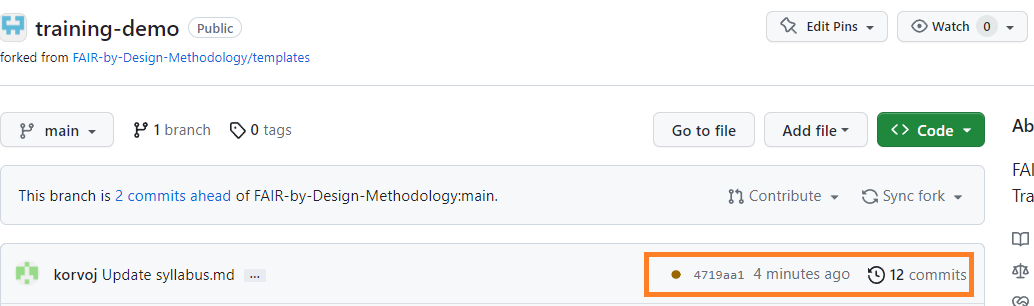 training-demo Public Edit Pins Watch 0
forked from FAIR-by-Design-Methodology/templates
main 1 branch 0 tags Go to file Add file Code Ab
This branch is 2 commits ahead of FAIR-by-Design-Methodology:main. Contribute Sync fork
FAI
Tra
korvoj Update syllabus.md ... 4719aa1 4 minutes ago 12 commits